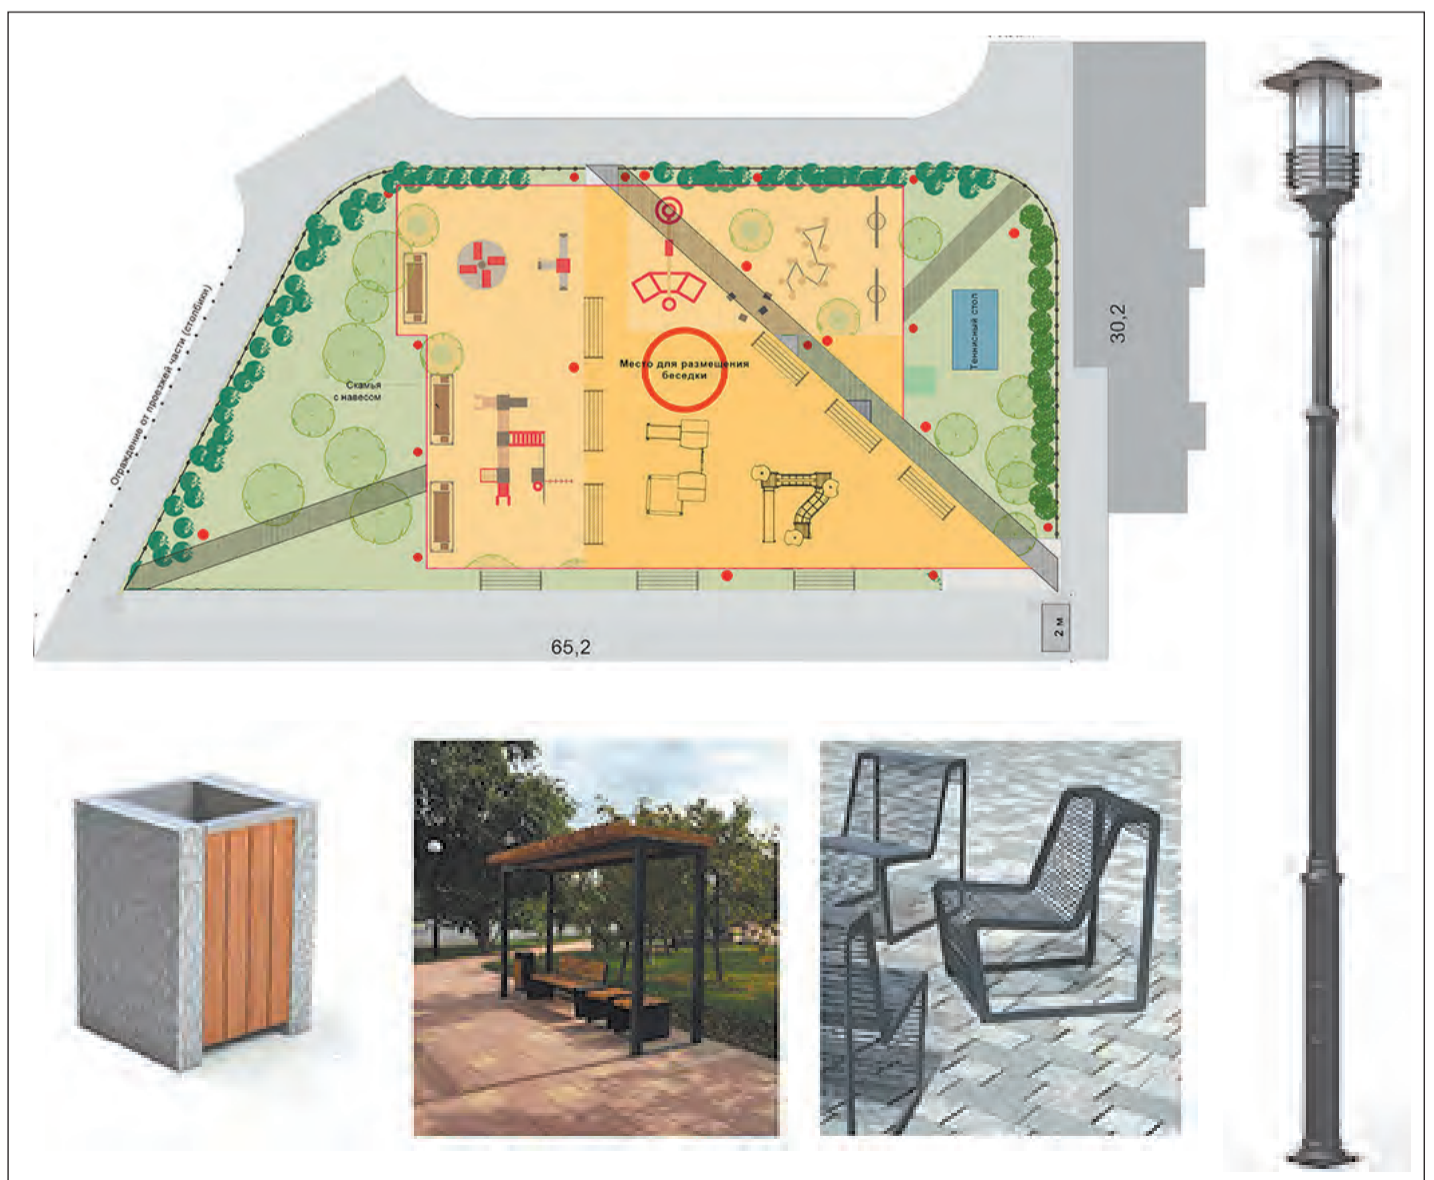 Ограждение от проезжей части (столбики)
Скамья
с навесом
Место для размещения
беседки
Теннисный стол
30,2
65,2
2 м